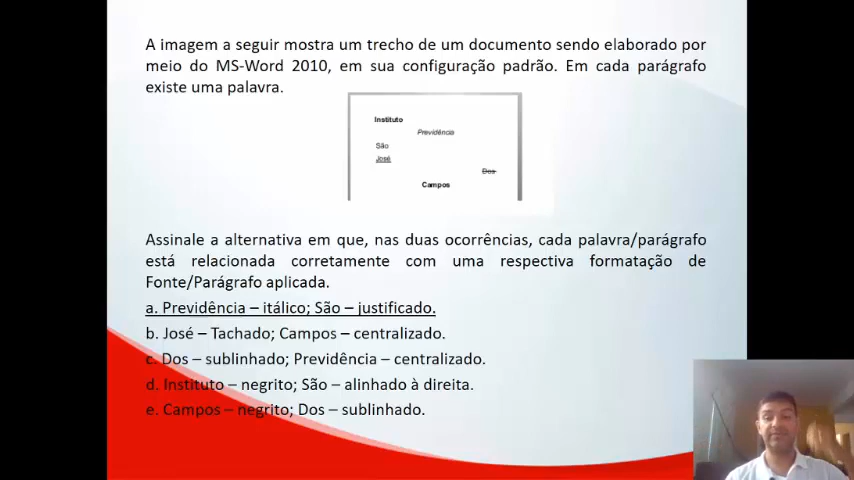 A imagem a seguir mostra um trecho de um documento sendo elaborado por
meio do MS-Word 2010, em sua configuração padrão. Em cada parágrafo
existe uma palavra.
Instituto
Previdência
São
José
Dos
Campos
Assinale a alternativa em que, nas duas ocorrências, cada palavra/parágrafo
está relacionada corretamente com uma respectiva formatação de
Fonte/Parágrafo aplicada.
a. Previdência – itálico; São – justificado.
b. José – Tachado; Campos – centralizado.
c. Dos – sublinhado; Previdência – centralizado.
d. Instituto – negrito; São – alinhado à direita.
e. Campos – negrito; Dos – sublinhado.